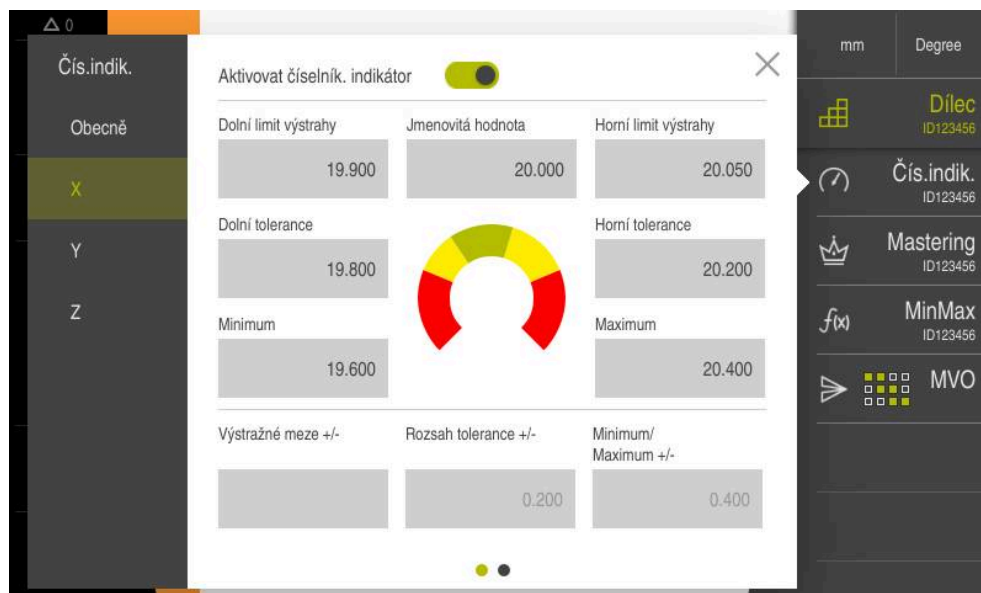 0
Čís.indik.
Obecně
X
Y
Z
Aktivovat číselník. indikátor
Dolní limit výstrahy
Jmenovitá hodnota
Horní limit výstrahy
19.900
20.000
20.050
Dolní tolerance
Horní tolerance
19.800
20.200
Minimum
Maximum
19.600
20.400
Výstražné meze +/-
Rozsah tolerance +/-
Minimum/
Maximum +/-
0.200
0.400
mm
Degree
Dílec
ID123456
Čís.indik.
ID123456
Mastering
ID123456
f(x)
MinMax
ID123456
MVO